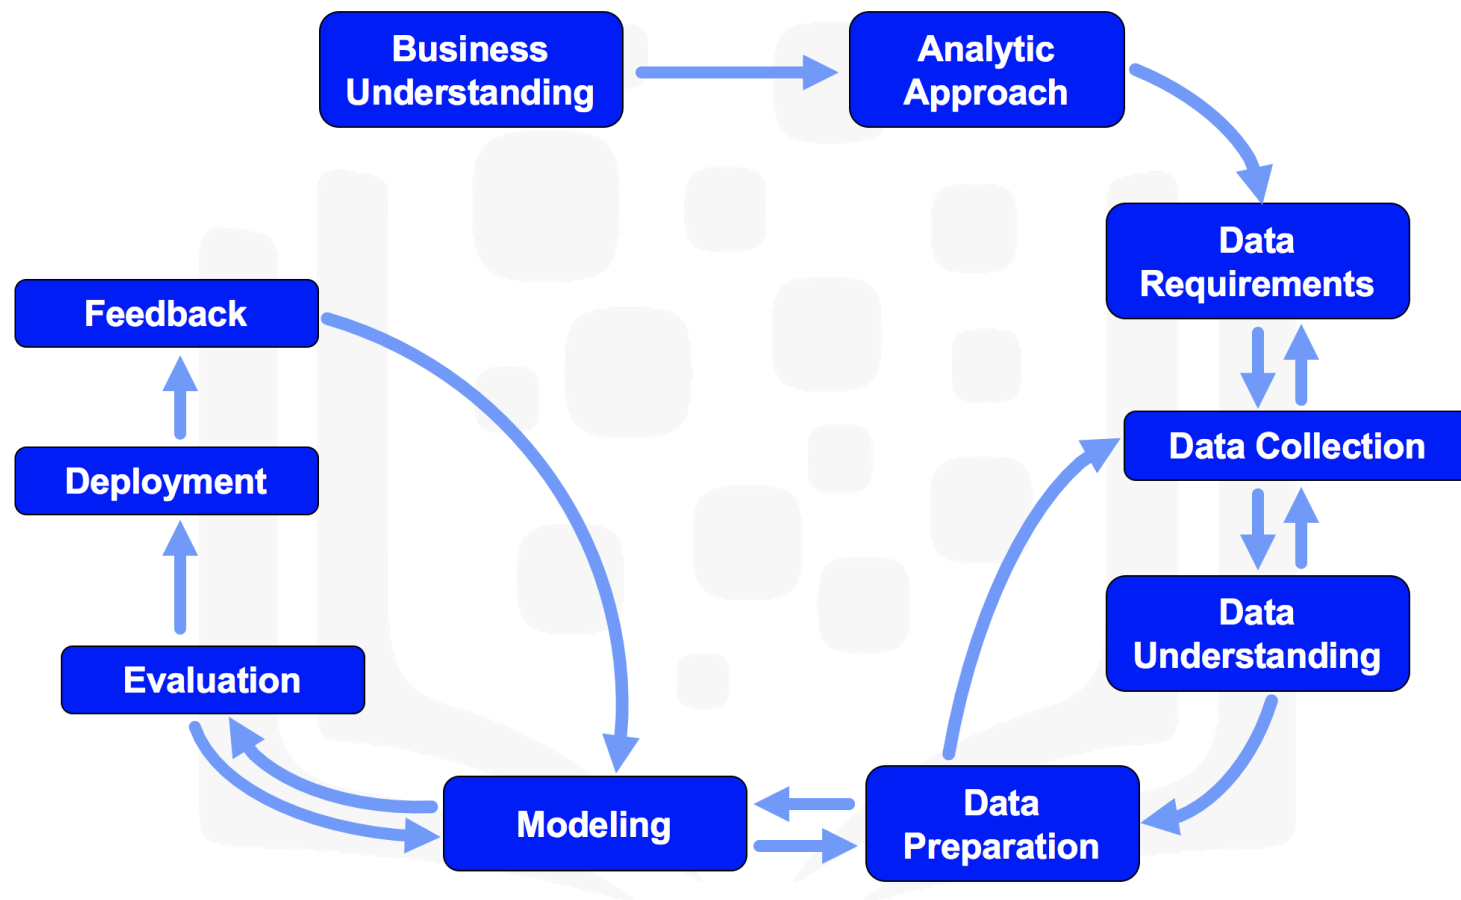 Business
Understanding
Analytic
Approach
Data
Requirements
Data Collection
Data
Understanding
Data
Preparation
Modeling
Evaluation
Deployment
Feedback